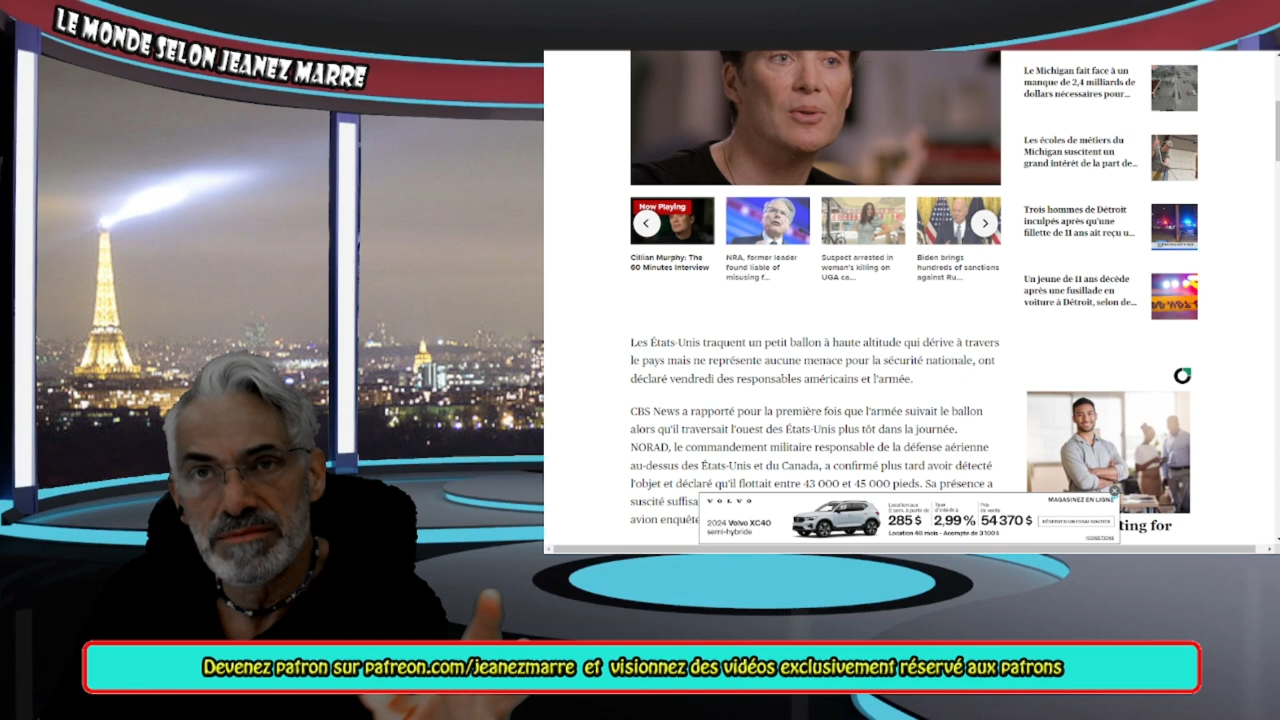 LE MONDE SELON JEANEZ MARRE
Now Playing
Cillian Murphy: The
60 Minutes Interview
NRA, former leader
found liable of
misusing f...
Suspect arrested in
woman's killing on
UGA ca...
Biden brings
hundreds of sanctions
against Ru...
Les États-Unis traquent un petit ballon à haute altitude qui dérive à travers
le pays mais ne représente aucune menace pour la sécurité nationale, ont
déclaré vendredi des responsables américains et l'armée.
CBS News a rapporté pour la première fois que l'armée suivait le ballon
alors qu'il traversait l'ouest des États-Unis plus tôt dans la journée.
NORAD, le commandement militaire responsable de la défense aérienne
au-dessus des États-Unis et du Canada, a confirmé plus tard avoir détecté
l'objet et déclaré qu'il flottait entre 43 000 et 45 000 pieds. Sa présence a
suscité suffisa
avion enquête
Le Michigan fait face à un
manque de 2,4 milliards de
dollars nécessaires pour...
Les écoles de métiers du
Michigan suscitent un
grand intérêt de la part de...
Trois hommes de Détroit
inculpés après qu'une
fillette de 11 ans ait reçu u...
Un jeune de 11 ans décède
après une fusillade en
voiture à Détroit, selon de...
ting for
VOLVO
2024 Volvo XC40
semi-hybride
285 $
2,99 %
54 370 $
Location 48 mois - Acompte de 3 100 $
MAGASINEZ EN LIGNE
Devenez patron sur patreon.com/jeanezmarre et visionnez des vidéos exclusivement réservé aux patrons